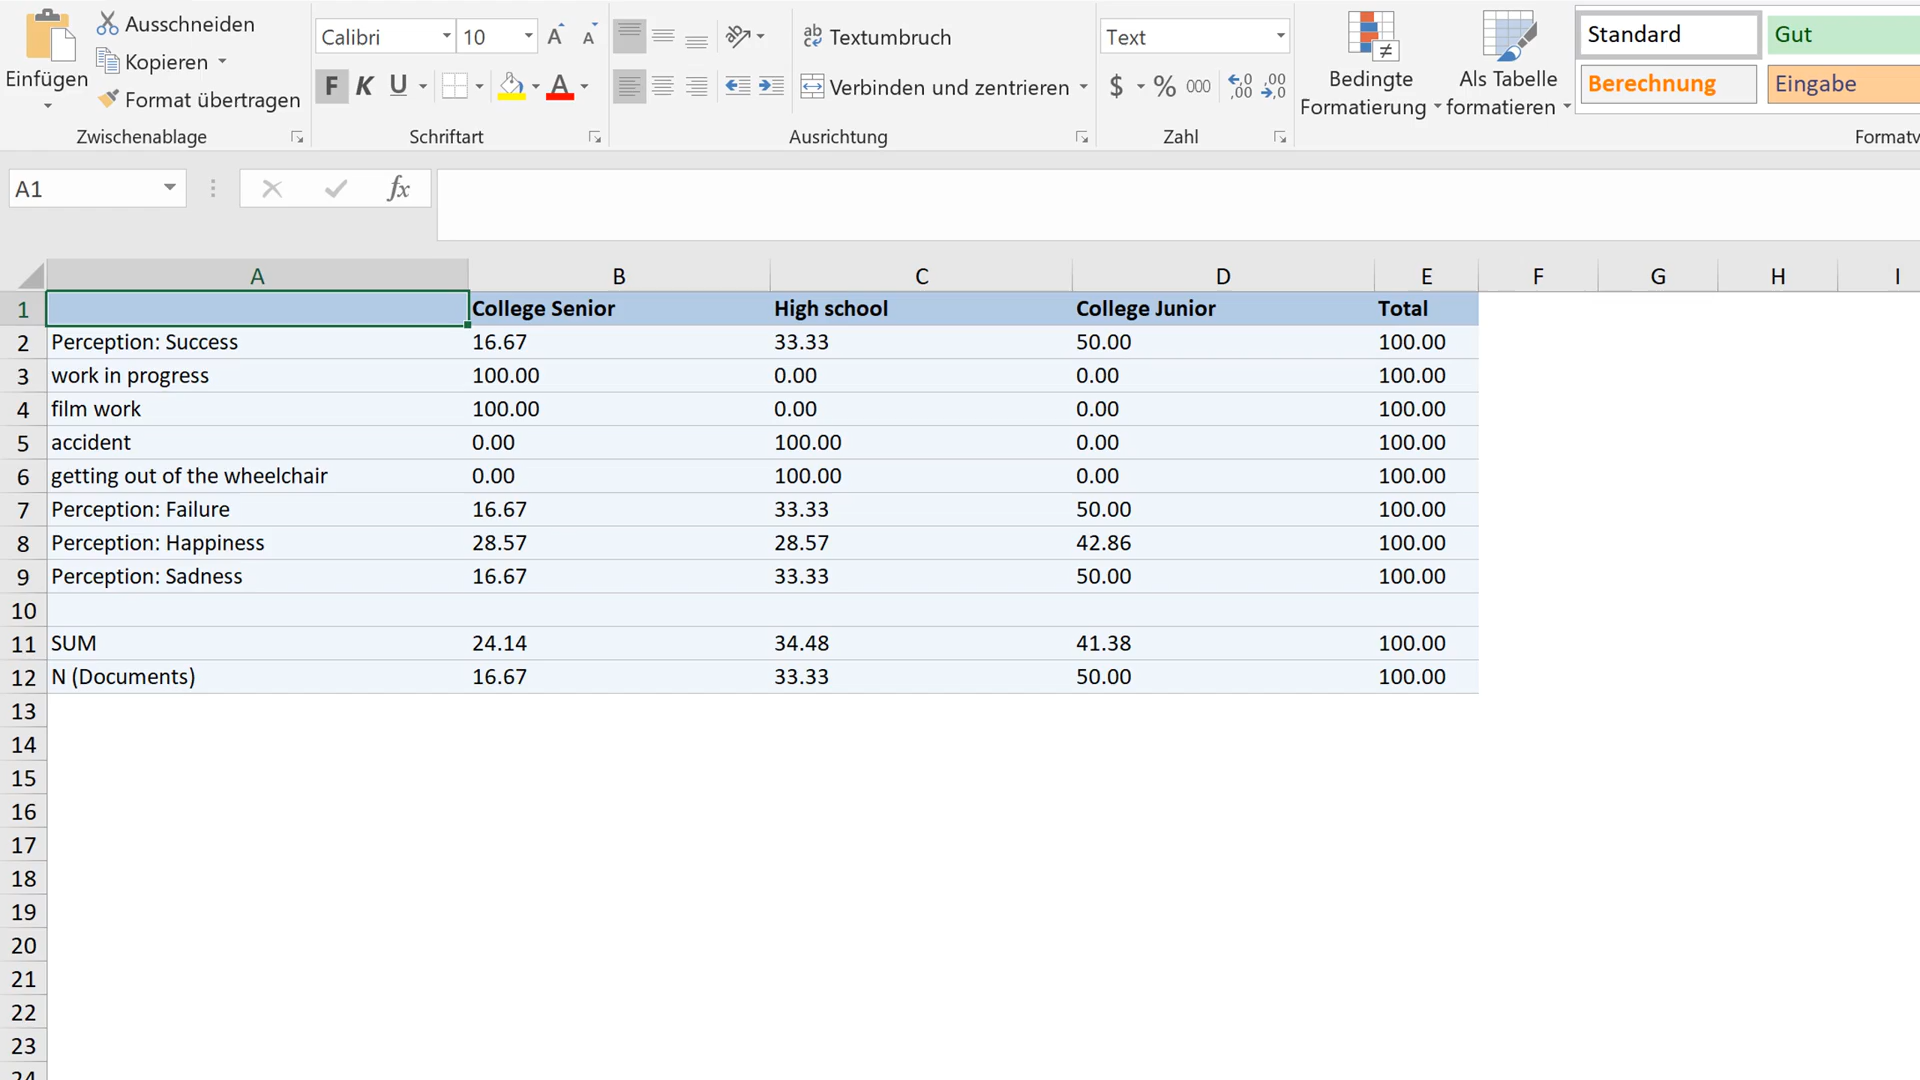 Einfügen
Ausschneiden
Kopieren
Format übertragen
Zwischenablage
Calibri 10 A A
F K U A
Schriftart
ab Textumbruch
Verbinden und zentrieren
Ausrichtung
Text
$ % 000 ,0 ,00 ,00 ,0
Zahl
Bedingte
Formatierung
Als Tabelle
formatieren
Standard Gut
Berechnung Eingabe
A1 fx
A B C D E F G H I
1 College Senior High school College Junior Total
2 Perception: Success 16.67 33.33 50.00 100.00
3 work in progress 100.00 0.00 0.00 100.00
4 film work 100.00 0.00 0.00 100.00
5 accident 0.00 100.00 0.00 100.00
6 getting out of the wheelchair 0.00 100.00 0.00 100.00
7 Perception: Failure 16.67 33.33 50.00 100.00
8 Perception: Happiness 28.57 28.57 42.86 100.00
9 Perception: Sadness 16.67 33.33 50.00 100.00
10
11 SUM 24.14 34.48 41.38 100.00
12 N (Documents) 16.67 33.33 50.00 100.00
13
14
15
16
17
18
19
20
21
22
23
24